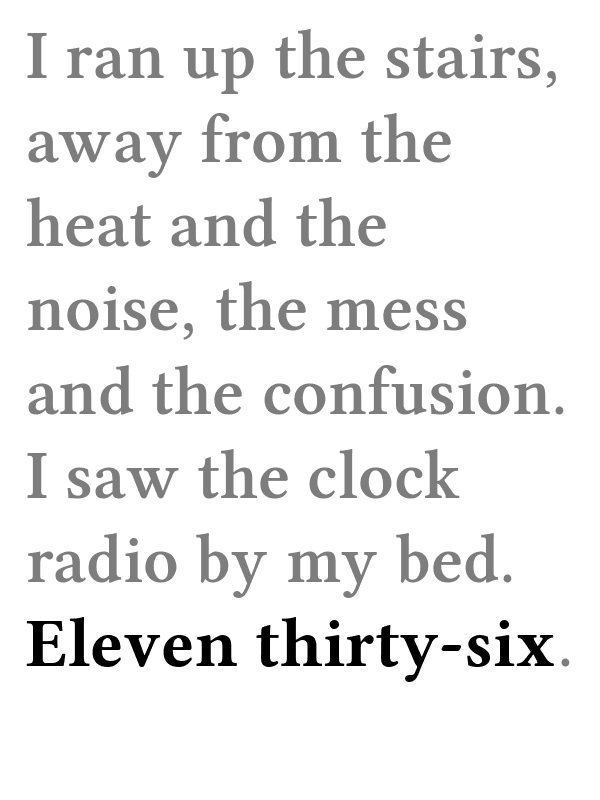 I ran up the stairs,
away from the
heat and the
noise, the mess
and the confusion.
I saw the clock
radio by my bed.
Eleven thirty-six.